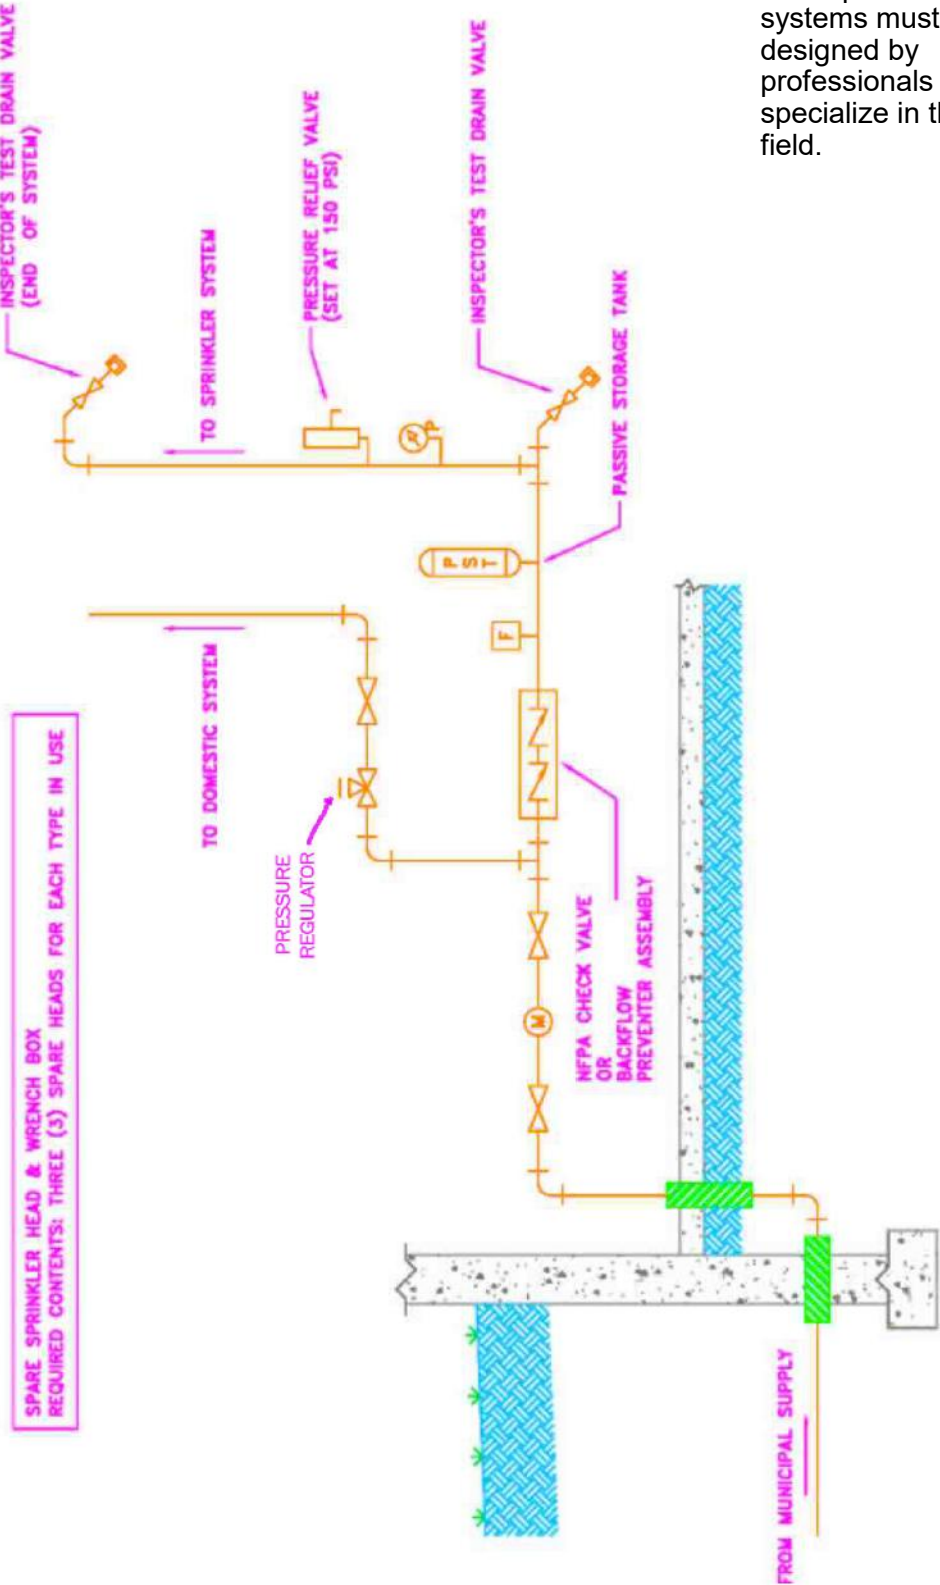 systems must
designed by
professionals
specialize in
field.
INSPECTOR'S TEST DRAIN VALVE
(END OF SYSTEM)
TO SPRINKLER SYSTEM
PRESSURE RELIEF VALVE
(SET AT 150 PSI)
INSPECTOR'S TEST DRAIN VALVE
PASSIVE STORAGE TANK
P
PST
F
TO DOMESTIC SYSTEM
PRESSURE
REGULATOR
NFPA CHECK VALVE
OR
BACKFLOW
PREVENTER ASSEMBLY
M
SPARE SPRINKLER HEAD & WRENCH BOX
REQUIRED CONTENTS: THREE (3) SPARE HEADS FOR EACH TYPE IN USE
FROM MUNICIPAL SUPPLY